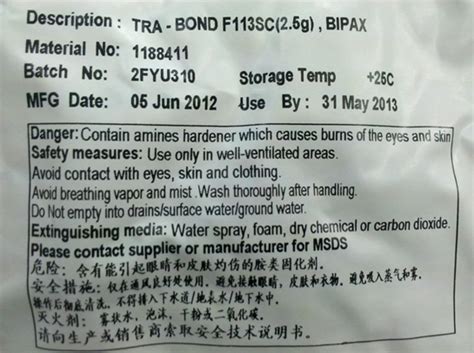 Description : TRA - BOND F113SC(2.5g) , BIPAX
Material No: 1188411
Batch No: 2FYU310 Storage Temp +25C
MFG Date: 05 Jun 2012 Use By : 31 May 2013
Danger: Contain amines hardener which causes burns of the eyes and skin
Safety measures: Use only in well-ventilated areas.
Avoid contact with eyes, skin and clothing.
Avoid breathing vapor and mist .Wash thoroughly after handling.
Do Not empty into drains/surface water/ground water.
Extinguishing media: Water spray, foam, dry chemical or carbon dioxide.
Please contact supplier or manufacturer for MSDS
危险: 含有能引起眼睛和皮肤灼伤的胺类固化剂.
安全措施: 仅在通风良好处使用. 避免接触眼睛, 皮肤和衣物. 避免吸入蒸气和雾.
操作后彻底清洗. 不得排入下水道/地表水/地下水中.
灭火剂: 雾状水, 泡沫, 干粉或二氧化碳.
请向生产或销售商索取安全技术说明书.